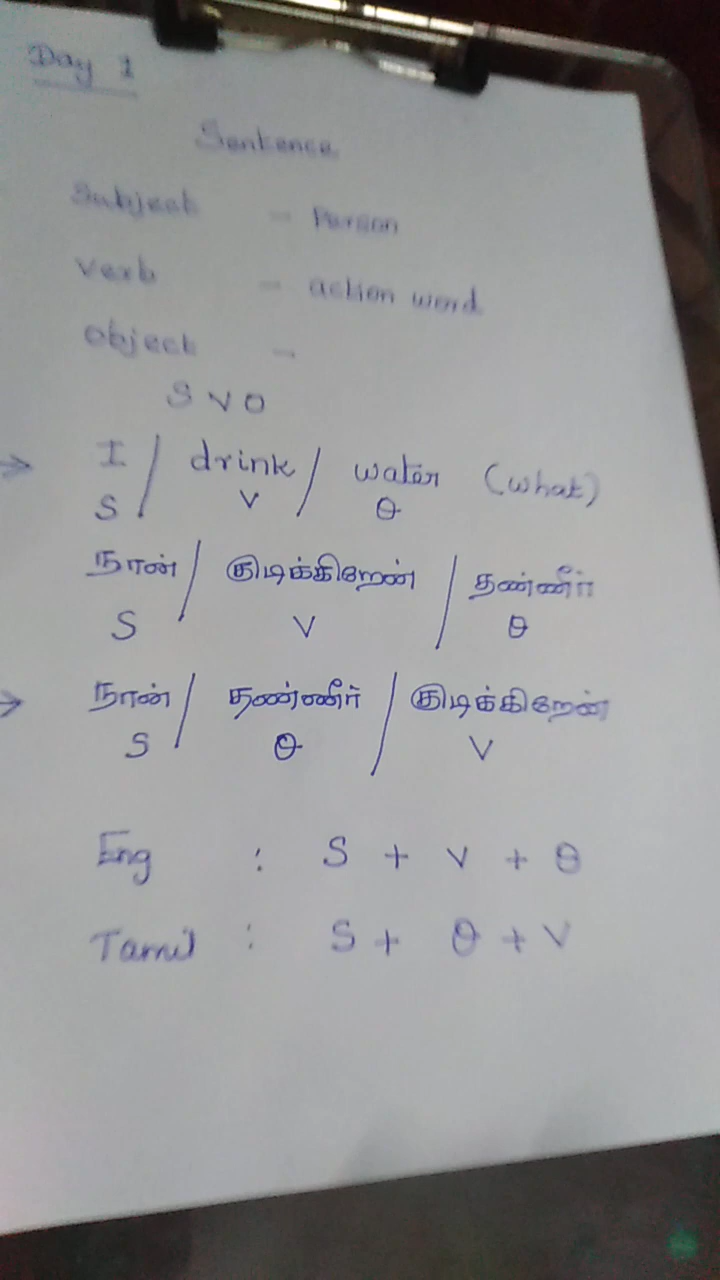 Day 1
Sentence
Subject - Person
Verb - action word
Object -
S V O
→ I / drink / water (what)
S V O
நான் / குடிக்கிறேன் / தண்ணீர்
S V O
→ நான் / தண்ணீர் / குடிக்கிறேன்
S O V
Eng : S + V + O
Tamil : S + O + V